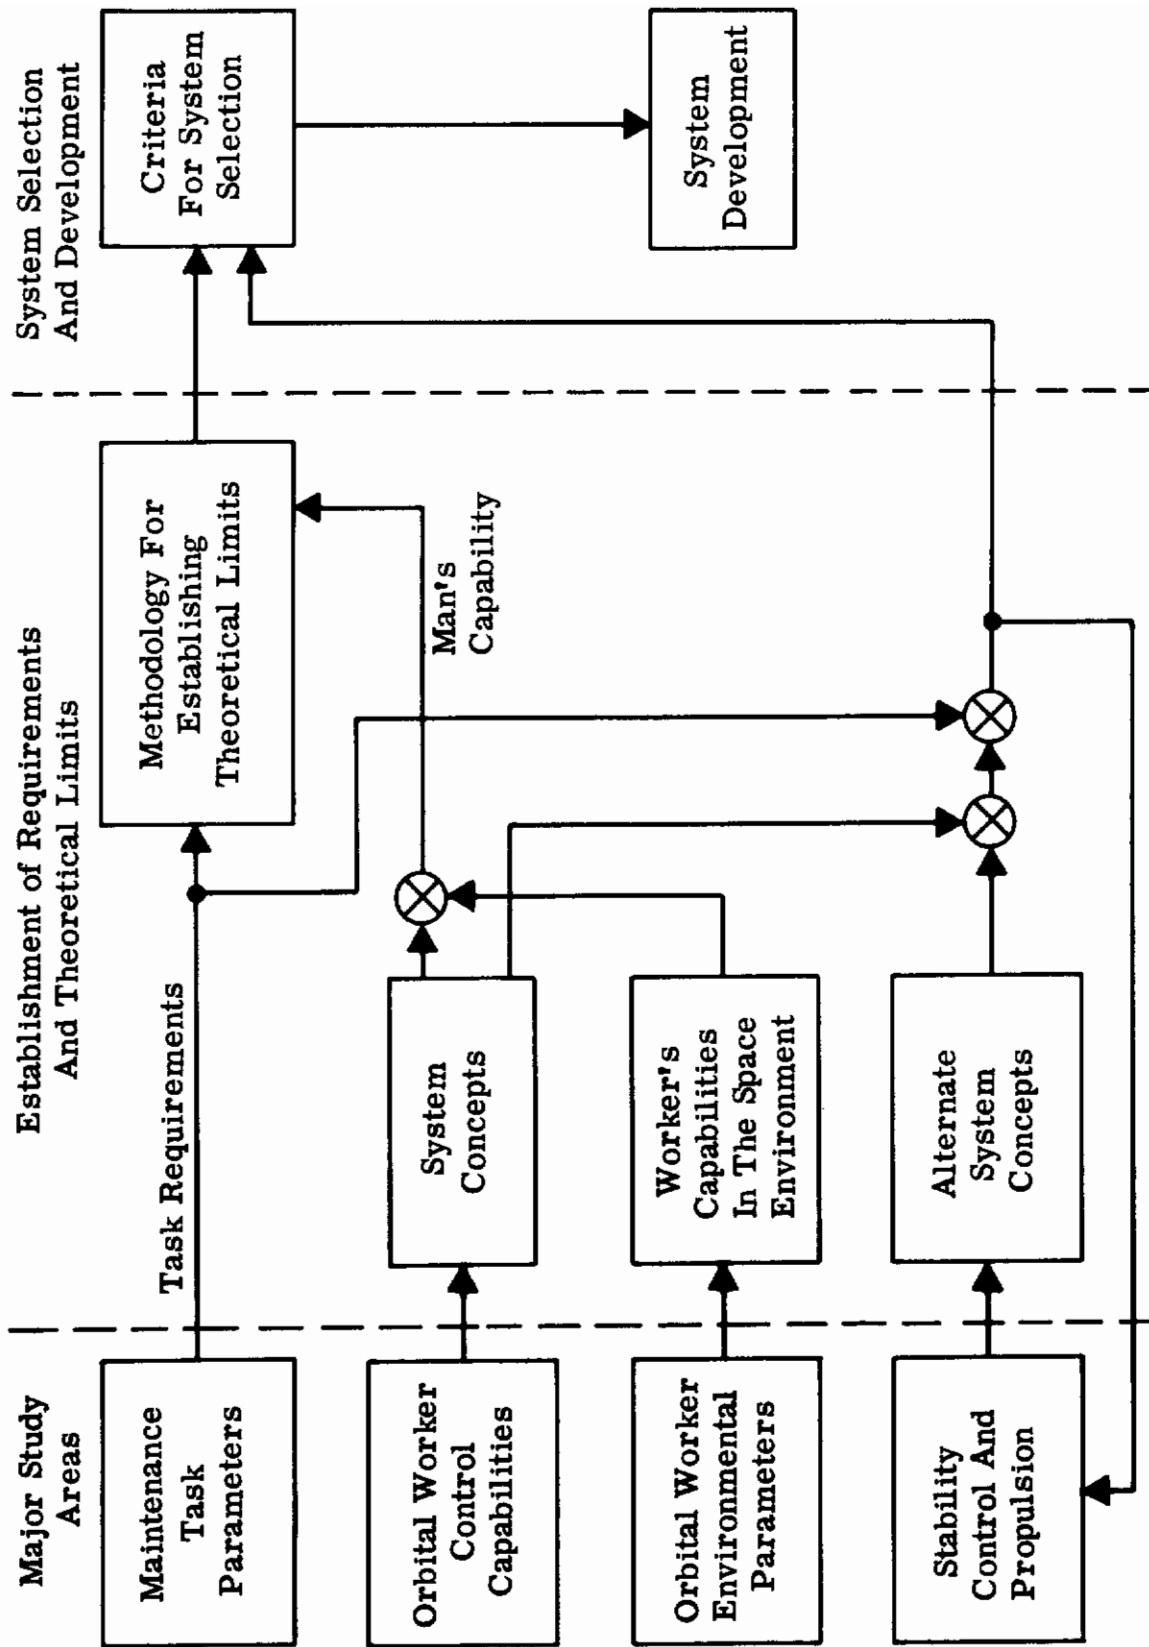 Major Study
Areas
Establishment of Requirements
And Theoretical Limits
System Selection
And Development
Maintenance
Task
Parameters
Task Requirements
Methodology For
Establishing
Theoretical Limits
Criteria
For System
Selection
Orbital Worker
Control
Capabilities
System
Concepts
Man's
Capability
Orbital Worker
Environmental
Parameters
Worker's
Capabilities
In The Space
Environment
System
Development
Stability
Control And
Propulsion
Alternate
System
Concepts